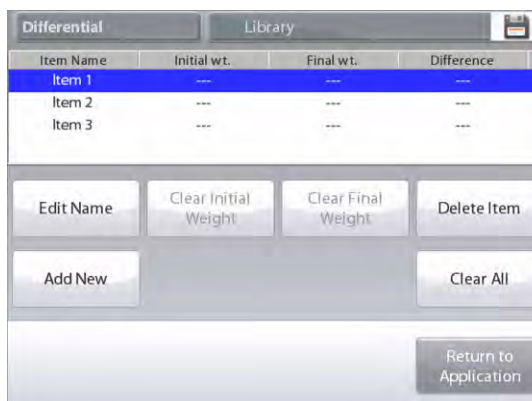 Differential Library
Item Name Initial wt. Final wt. Difference
Item 1 --- --- ---
Item 2 --- --- ---
Item 3 --- --- ---
Edit Name
Clear Initial
Weight
Clear Final
Weight
Delete Item
Add New
Clear All
Return to
Application